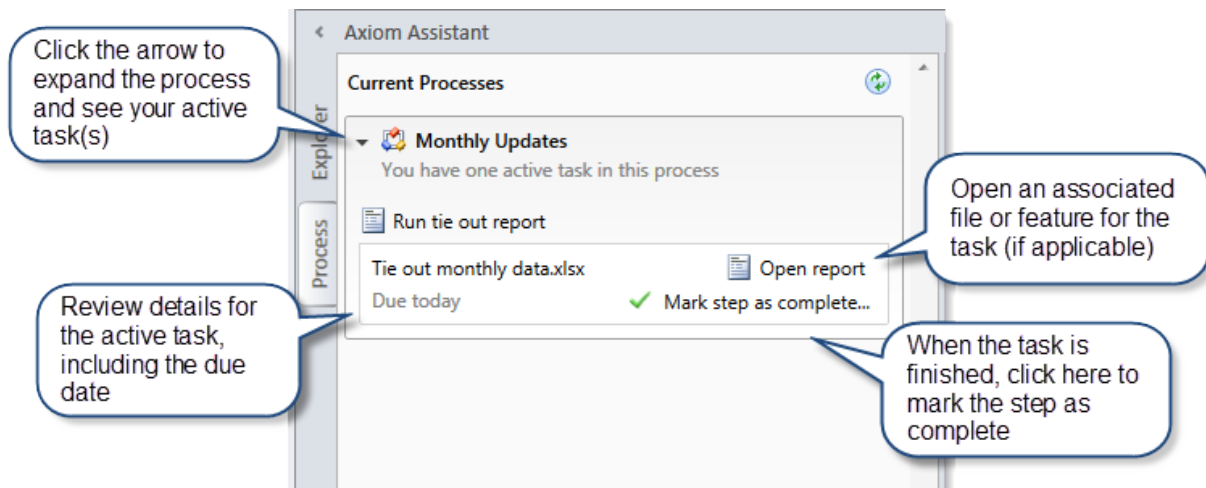 Axiom Assistant
Click the arrow to
expand the process
and see your active
task(s)
Current Processes
Explorer
Monthly Updates
You have one active task in this process
Open an associated
file or feature for the
task (if applicable)
Run tie out report
Process
Tie out monthly data.xlsx
Open report
Due today
Mark step as complete...
Review details for
the active task,
including the due
date
When the task is
finished, click here to
mark the step as
complete